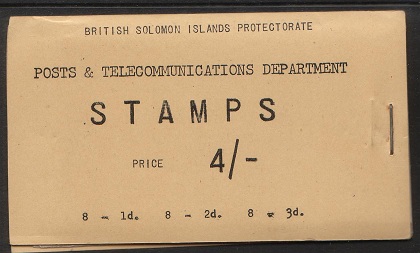 BRITISH SOLOMON ISLANDS PROTECTORATE
POSTS & TELECOMMUNICATIONS DEPARTMENT
STAMPS
PRICE 4/-
8 - 1d. 8 - 2d. 8 - 3d.